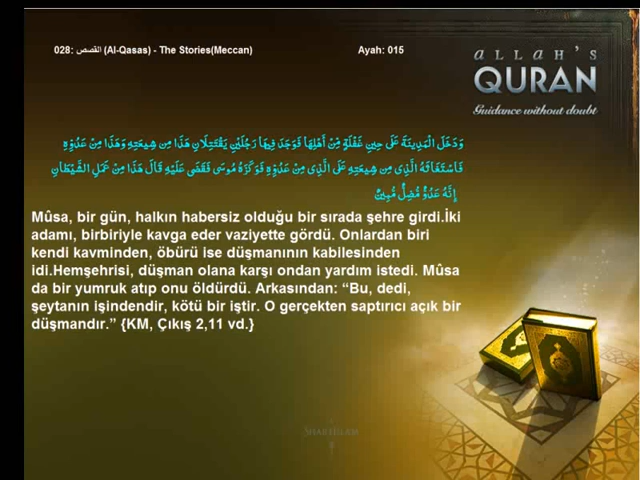 028: القصص (Al-Qasas) - The Stories(Meccan)
Ayah: 015
ALLAH'S
QURAN
Guidance without doubt
وَدَخَلَ الْمَدِينَةَ عَلَىٰ حِينِ غَفْلَةٍ مِّنْ أَهْلِهَا فَوَجَدَ فِيهَا رَجُلَيْنِ يَقْتَتِلَانِ هَٰذَا مِن شِيعَتِهِ وَهَٰذَا مِنْ عَدُوِّهِ
فَاسْتَغَاثَهُ الَّذِي مِن شِيعَتِهِ عَلَى الَّذِي مِنْ عَدُوِّهِ فَوَكَزَهُ مُوسَىٰ فَقَضَىٰ عَلَيْهِ قَالَ هَٰذَا مِنْ عَمَلِ الشَّيْطَانِ
إِنَّهُ عَدُوٌّ مُّضِلٌّ مُّبِينٌ
Mûsa, bir gün, halkın habersiz olduğu bir sırada şehre girdi.İki
adamı, birbiriyle kavga eder vaziyette gördü. Onlardan biri
kendi kavminden, öbürü ise düşmanının kabilesinden
idi.Hemşehrisi, düşman olana karşı ondan yardım istedi. Mûsa
da bir yumruk atıp onu öldürdü. Arkasından: “Bu, dedi,
şeytanın işindendir, kötü bir iştir. O gerçekten saptırıcı açık bir
düşmandır.” {KM, Çıkış 2,11 vd.}